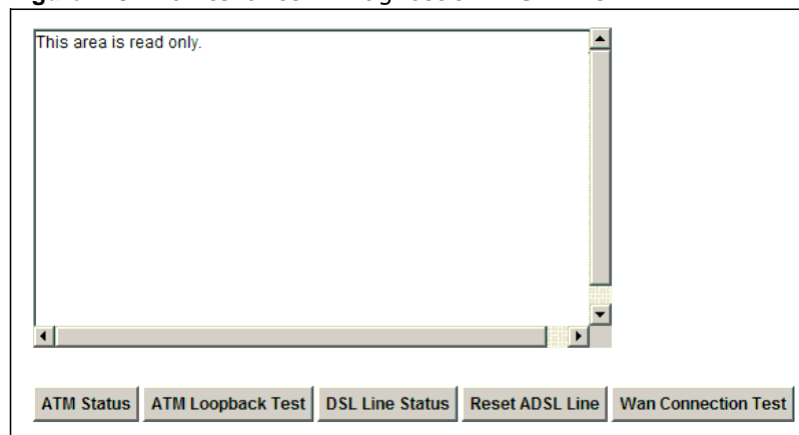 This area is read only.
ATM Status ATM Loopback Test DSL Line Status Reset ADSL Line Wan Connection Test